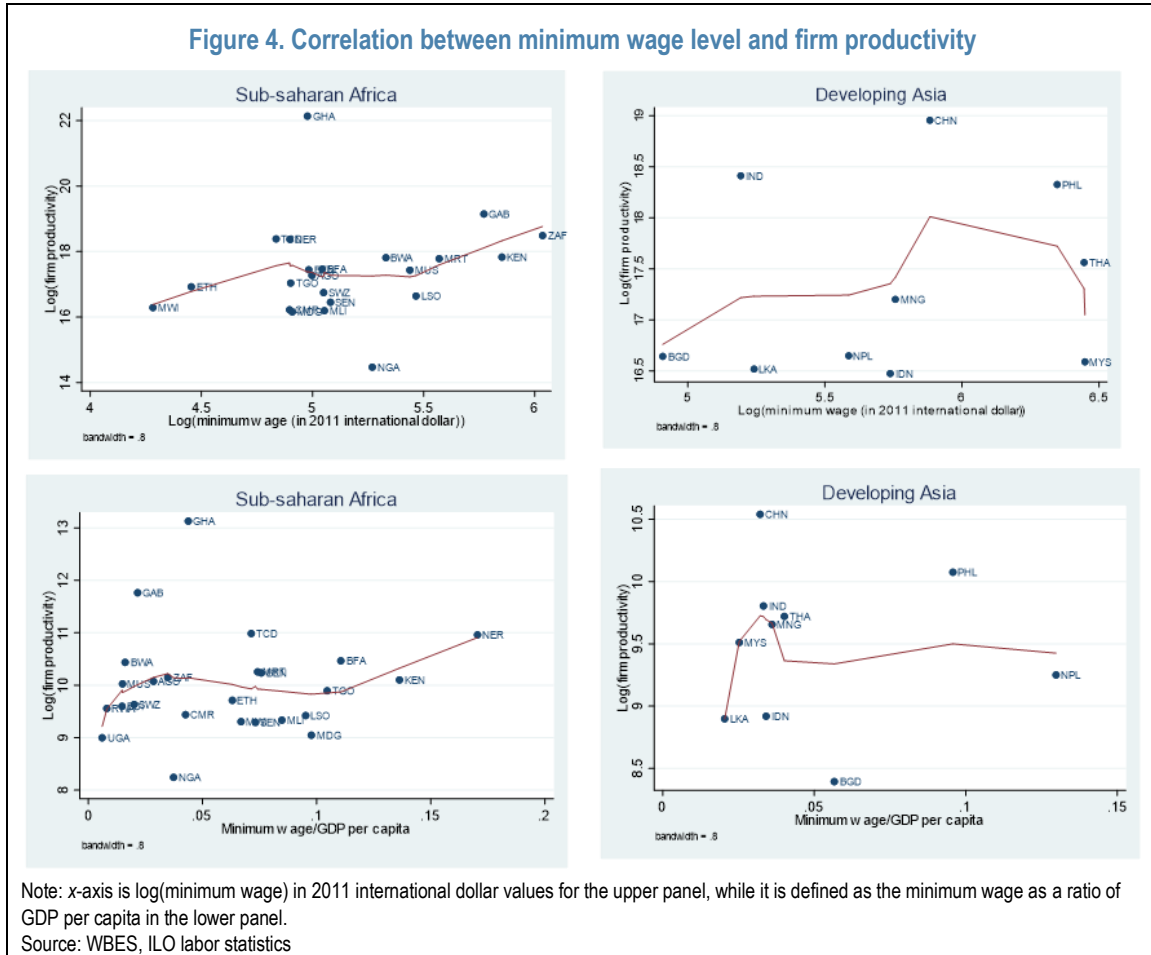 Figure 4. Correlation between minimum wage level and firm productivity
Sub-saharan Africa
Log(firm productivity)
22
20
18
16
14
GHA
GAB
ZAF
NER
BFA
BWA
MUS
MRT
KEN
ETH
TGO
SWZ
SEN
LSO
MWI
MDG
MLI
NGA
4
4.5
5
5.5
6
Log(minimum wage (in 2011 international dollar))
bandwidth = .8
Developing Asia
Log(firm productivity)
19
18.5
18
17.5
17
16.5
CHN
IND
PHL
THA
MNG
BGD
LKA
NPL
IDN
MYS
5
5.5
6
6.5
Log(minimum wage (in 2011 international dollar))
bandwidth = .8
Sub-saharan Africa
Log(firm productivity)
13
12
11
10
9
8
GHA
GAB
TCD
NER
BWA
BFA
MRT
MUS
ZAF
KEN
TGO
ETH
SWZ
CMR
LSO
MLI
SEN
MDG
UGA
NGA
0
.05
.1
.15
.2
Minimum wage/GDP per capita
bandwidth = .8
Developing Asia
Log(firm productivity)
10.5
10
9.5
9
8.5
CHN
PHL
IND
THA
MNG
MYS
NPL
LKA
IDN
BGD
0
.05
.1
.15
Minimum wage/GDP per capita
bandwidth = .8
Note: x-axis is log(minimum wage) in 2011 international dollar values for the upper panel, while it is defined as the minimum wage as a ratio of
GDP per capita in the lower panel.
Source: WBES, ILO labor statistics